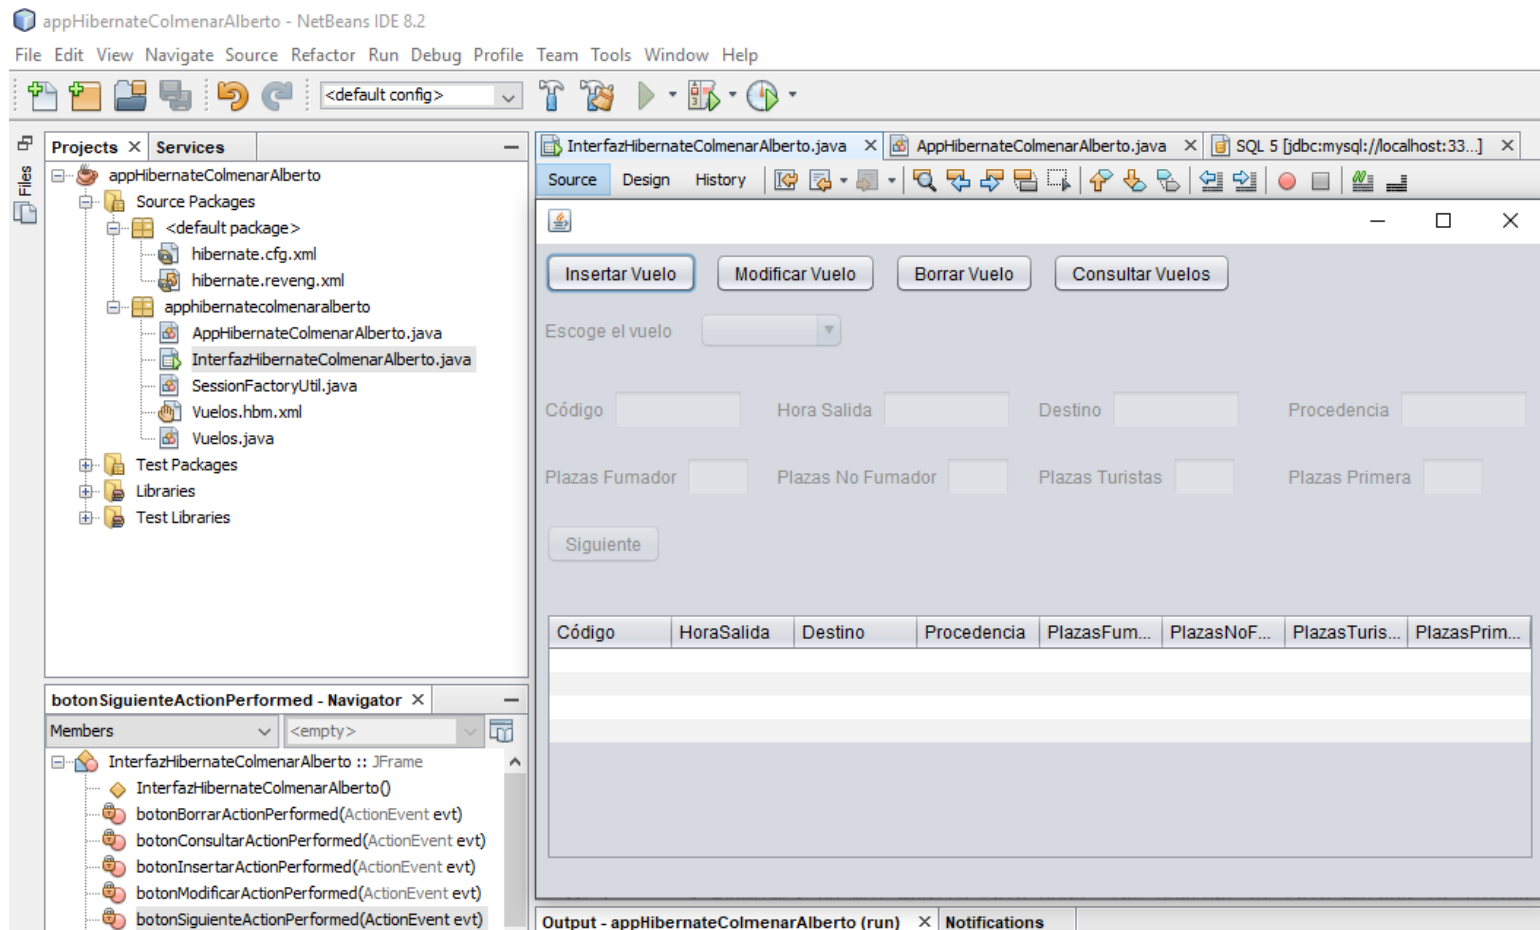 appHibernateColmenarAlberto - NetBeans IDE 8.2
File Edit View Navigate Source Refactor Run Debug Profile Team Tools Window Help
<default config>
Files
Projects Services
appHibernateColmenarAlberto
Source Packages
<default package>
hibernate.cfg.xml
hibernate.reveng.xml
apphibernatecolmenaralberto
AppHibernateColmenarAlberto.java
InterfazHibernateColmenarAlberto.java
SessionFactoryUtil.java
Vuelos.hbm.xml
Vuelos.java
Test Packages
Libraries
Test Libraries
botonSiguienteActionPerformed - Navigator
Members <empty>
InterfazHibernateColmenarAlberto :: JFrame
InterfazHibernateColmenarAlberto()
botonBorrarActionPerformed(ActionEvent evt)
botonConsultarActionPerformed(ActionEvent evt)
botonInsertarActionPerformed(ActionEvent evt)
botonModificarActionPerformed(ActionEvent evt)
botonSiguienteActionPerformed(ActionEvent evt)
InterfazHibernateColmenarAlberto.java AppHibernateColmenarAlberto.java SQL 5 [jdbc:mysql://localhost:33...]
Source Design History
Insertar Vuelo Modificar Vuelo Borrar Vuelo Consultar Vuelos
Escoge el vuelo
Código Hora Salida Destino Procedencia
Plazas Fumador Plazas No Fumador Plazas Turistas Plazas Primera
Siguiente
Código HoraSalida Destino Procedencia PlazasFum... PlazasNoF... PlazasTuris... PlazasPrim...
Output - appHibernateColmenarAlberto (run) Notifications